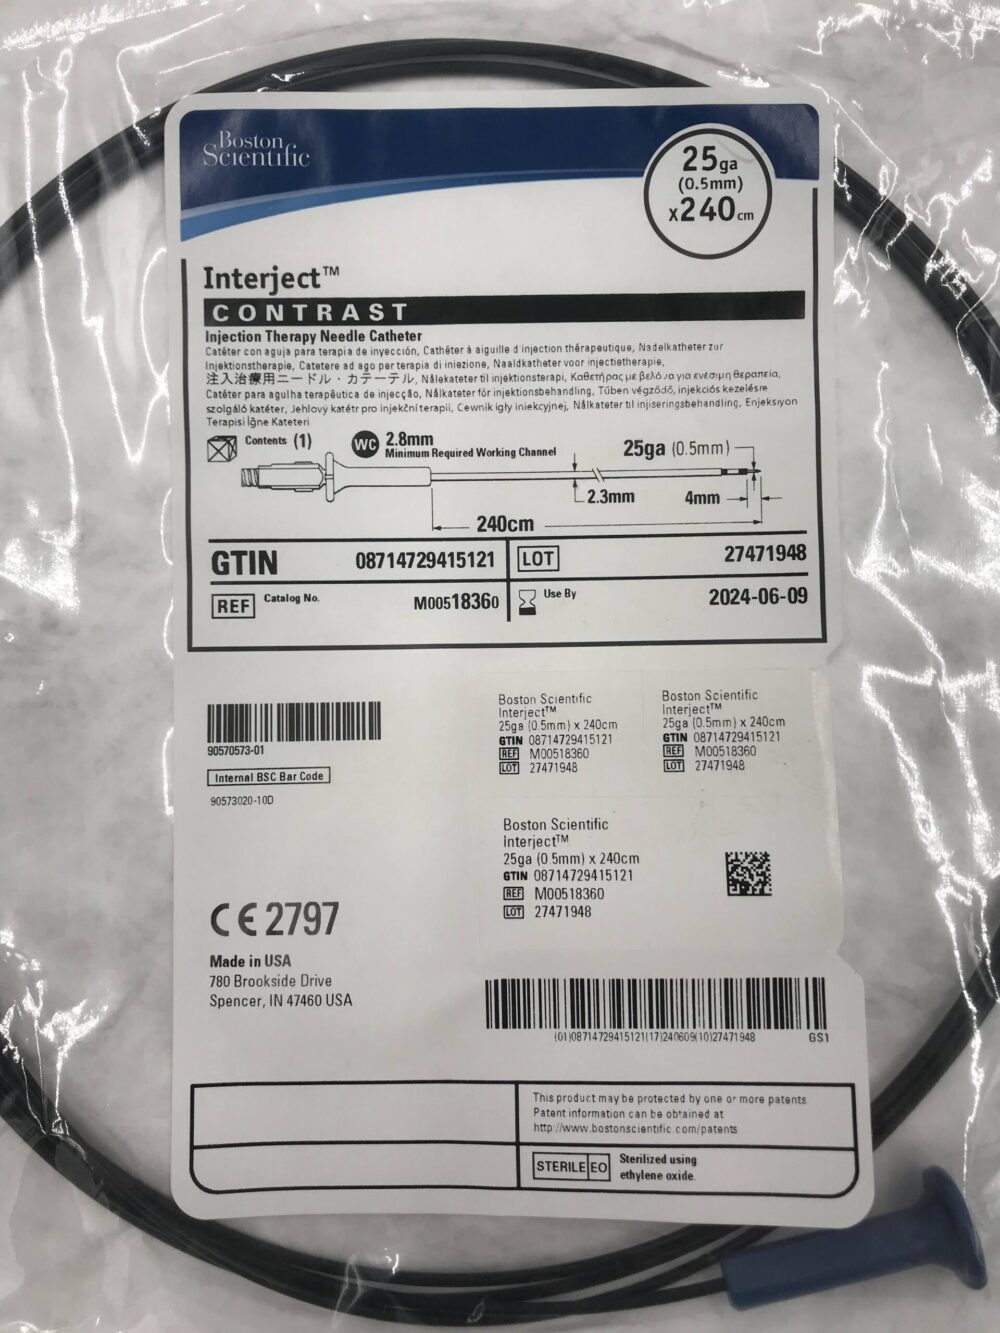 Boston
Scientific
25ga
(0.5mm)
x240cm
Interject™
CONTRAST
Injection Therapy Needle Catheter
Catéter con aguja para terapia de inyección, Cathéter à aiguille d injection thérapeutique, Nadelkatheter zur
Injektionstherapie, Catetere ad ago per terapia di iniezione, Naaldkatheter voor injectietherapie,
注入治療用ニードル・カテーテル, Nålekateter til injektionsterapi, Καθετήρας με βελόνα για ενέσιμη θεραπεία,
Catéter para agulha terapêutica de injecção, Nålkateter för injektionsbehandling, Tűben végződő, injekciós kezelésre
szolgáló katéter, Jehlový katétr pro injekční terapii, Cewnik igły iniekcyjnej, Nålkateter til injiseringsbehandling, Enjeksiyon
Terapisi İğne Kateteri
Contents (1)
WC 2.8mm
Minimum Required Working Channel
25ga (0.5mm)
2.3mm
4mm
240cm
GTIN 08714729415121
LOT 27471948
REF Catalog No. M00518360
Use By 2024-06-09
90570573-01
Internal BSC Bar Code
90573020-10D
Boston Scientific
Interject™
25ga (0.5mm) x 240cm
GTIN 08714729415121
REF M00518360
LOT 27471948
Boston Scientific
Interject™
25ga (0.5mm) x 240cm
GTIN 08714729415121
REF M00518360
LOT 27471948
Boston Scientific
Interject™
25ga (0.5mm) x 240cm
GTIN 08714729415121
REF M00518360
LOT 27471948
CE 2797
Made in USA
780 Brookside Drive
Spencer, IN 47460 USA
(01)08714729415121(17)240609(10)27471948
GS1
This product may be protected by one or more patents
Patent information can be obtained at
http://www.bostonscientific.com/patents
STERILE EO Sterilized using
ethylene oxide